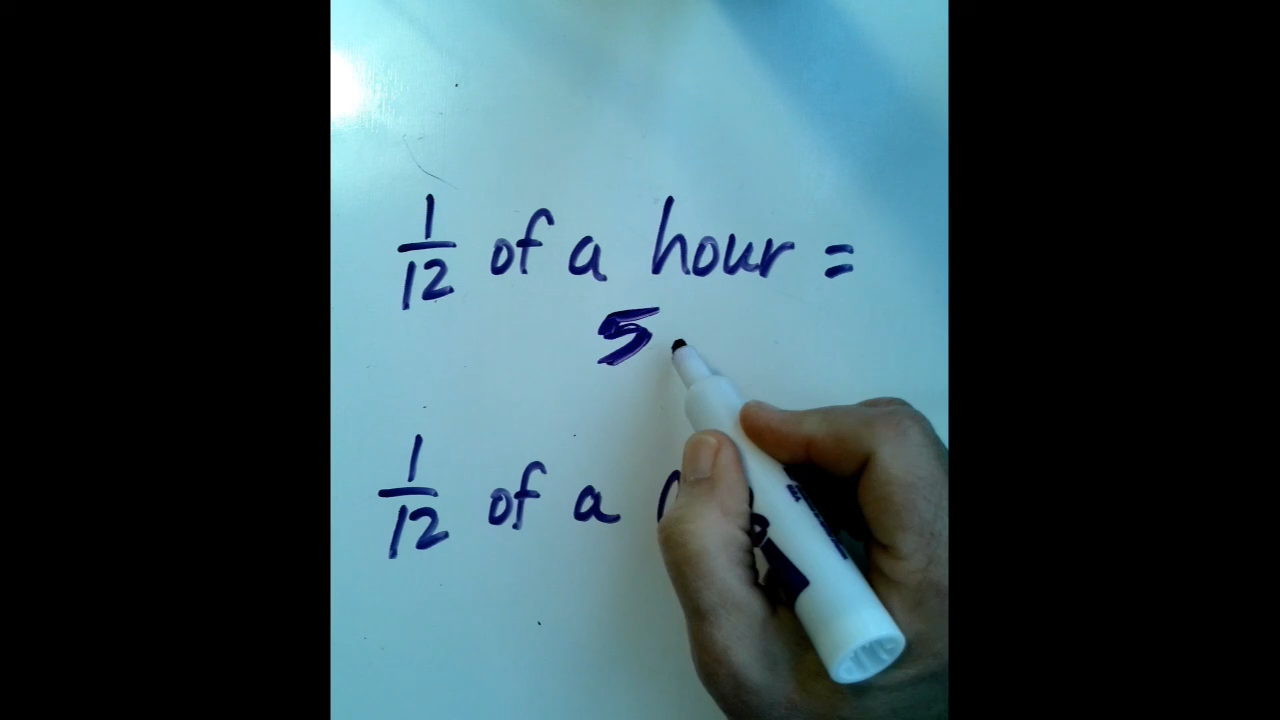 1/12 of a hour =
5
1/12 of a